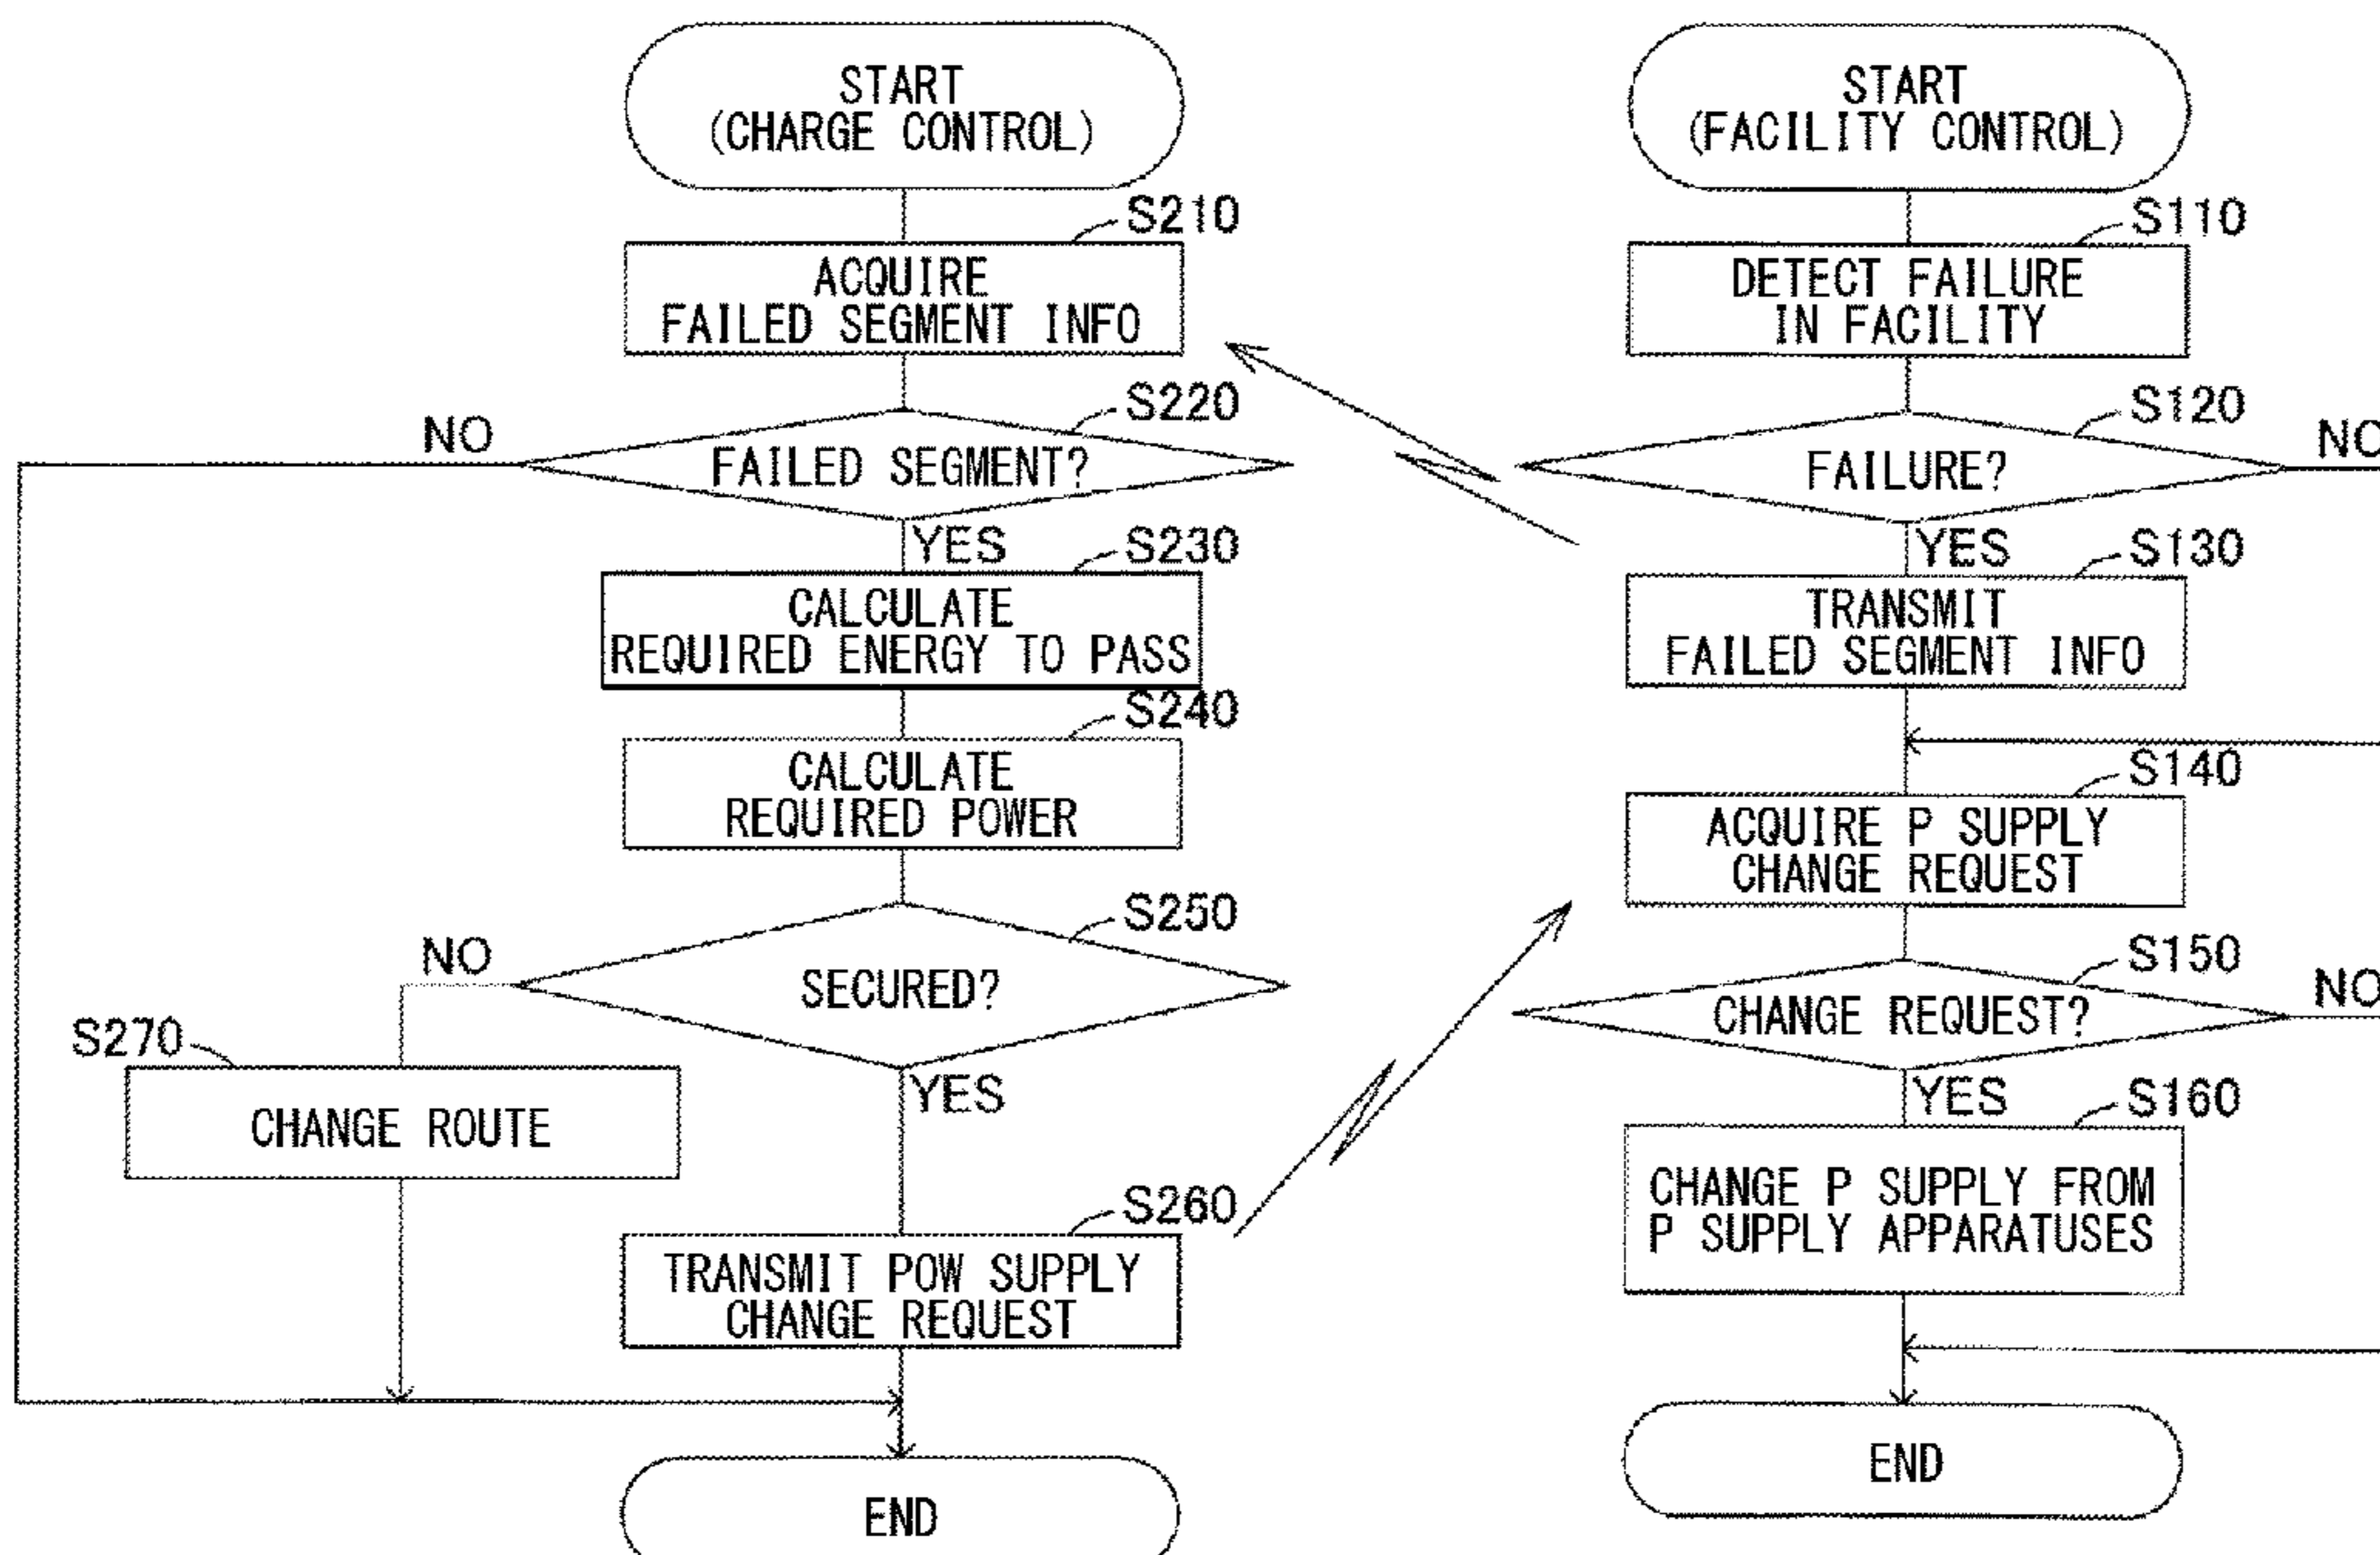 START
(CHARGE CONTROL)
S210
ACQUIRE
FAILED SEGMENT INFO
S220
NO
FAILED SEGMENT?
YES
S230
CALCULATE
REQUIRED ENERGY TO PASS
S240
CALCULATE
REQUIRED POWER
S250
NO
SECURED?
S270
YES
CHANGE ROUTE
S260
TRANSMIT POW SUPPLY
CHANGE REQUEST
END
START
(FACILITY CONTROL)
S110
DETECT FAILURE
IN FACILITY
S120
NO
FAILURE?
YES
S130
TRANSMIT
FAILED SEGMENT INFO
S140
ACQUIRE P SUPPLY
CHANGE REQUEST
S150
NO
CHANGE REQUEST?
YES
S160
CHANGE P SUPPLY FROM
P SUPPLY APPARATUSES
END